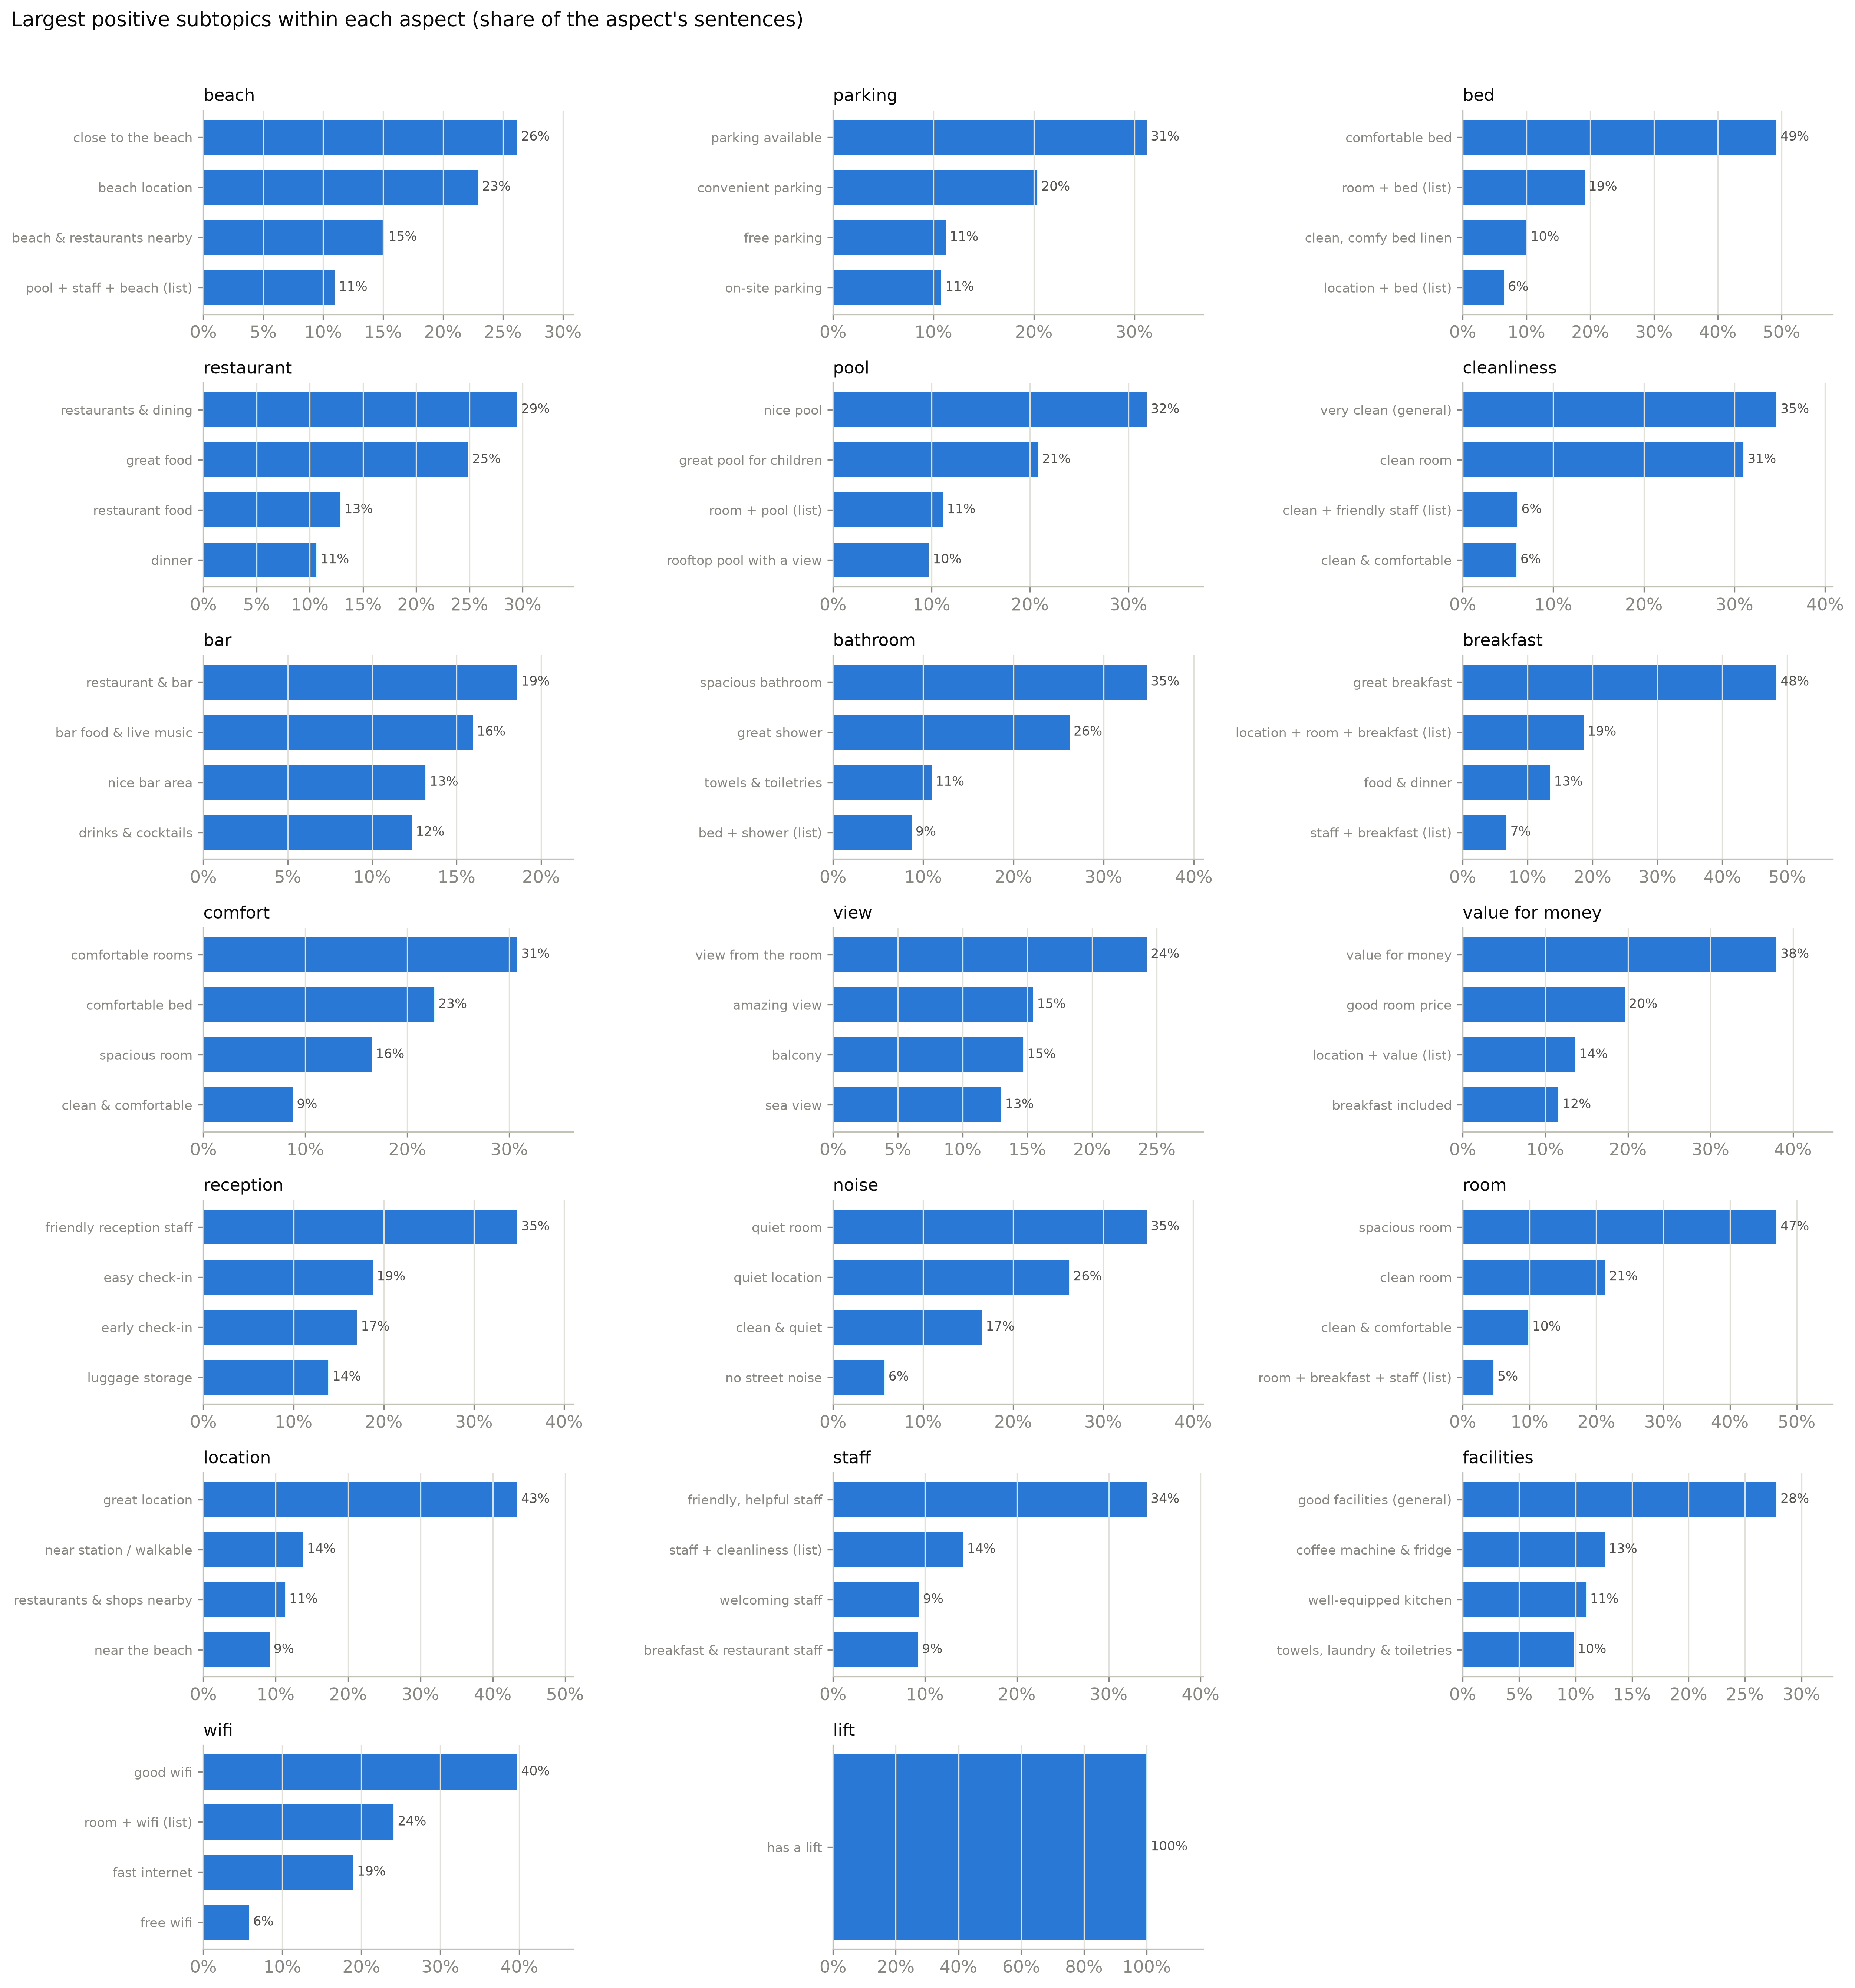 Largest positive subtopics within each aspect (share of the aspect's sentences)
beach
close to the beach 26%
beach location 23%
beach & restaurants nearby 15%
pool + staff + beach (list) 11%
0% 5% 10% 15% 20% 25% 30%
parking
parking available 31%
convenient parking 20%
free parking 11%
on-site parking 11%
0% 10% 20% 30%
bed
comfortable bed 49%
room + bed (list) 19%
clean, comfy bed linen 10%
location + bed (list) 6%
0% 10% 20% 30% 40% 50%
restaurant
restaurants & dining 29%
great food 25%
restaurant food 13%
dinner 11%
0% 5% 10% 15% 20% 25% 30%
pool
nice pool 32%
great pool for children 21%
room + pool (list) 11%
rooftop pool with a view 10%
0% 10% 20% 30%
cleanliness
very clean (general) 35%
clean room 31%
clean + friendly staff (list) 6%
clean & comfortable 6%
0% 10% 20% 30% 40%
bar
restaurant & bar 19%
bar food & live music 16%
nice bar area 13%
drinks & cocktails 12%
0% 5% 10% 15% 20%
bathroom
spacious bathroom 35%
great shower 26%
towels & toiletries 11%
bed + shower (list) 9%
0% 10% 20% 30% 40%
breakfast
great breakfast 48%
location + room + breakfast (list) 19%
food & dinner 13%
staff + breakfast (list) 7%
0% 10% 20% 30% 40% 50%
comfort
comfortable rooms 31%
comfortable bed 23%
spacious room 16%
clean & comfortable 9%
0% 10% 20% 30%
view
view from the room 24%
amazing view 15%
balcony 15%
sea view 13%
0% 5% 10% 15% 20% 25%
value for money
value for money 38%
good room price 20%
location + value (list) 14%
breakfast included 12%
0% 10% 20% 30% 40%
reception
friendly reception staff 35%
easy check-in 19%
early check-in 17%
luggage storage 14%
0% 10% 20% 30% 40%
noise
quiet room 35%
quiet location 26%
clean & quiet 17%
no street noise 6%
0% 10% 20% 30% 40%
room
spacious room 47%
clean room 21%
clean & comfortable 10%
room + breakfast + staff (list) 5%
0% 10% 20% 30% 40% 50%
location
great location 43%
near station / walkable 14%
restaurants & shops nearby 11%
near the beach 9%
0% 10% 20% 30% 40% 50%
staff
friendly, helpful staff 34%
staff + cleanliness (list) 14%
welcoming staff 9%
breakfast & restaurant staff 9%
0% 10% 20% 30% 40%
facilities
good facilities (general) 28%
coffee machine & fridge 13%
well-equipped kitchen 11%
towels, laundry & toiletries 10%
0% 5% 10% 15% 20% 25% 30%
wifi
good wifi 40%
room + wifi (list) 24%
fast internet 19%
free wifi 6%
0% 10% 20% 30% 40%
lift
has a lift 100%
0% 20% 40% 60% 80% 100%